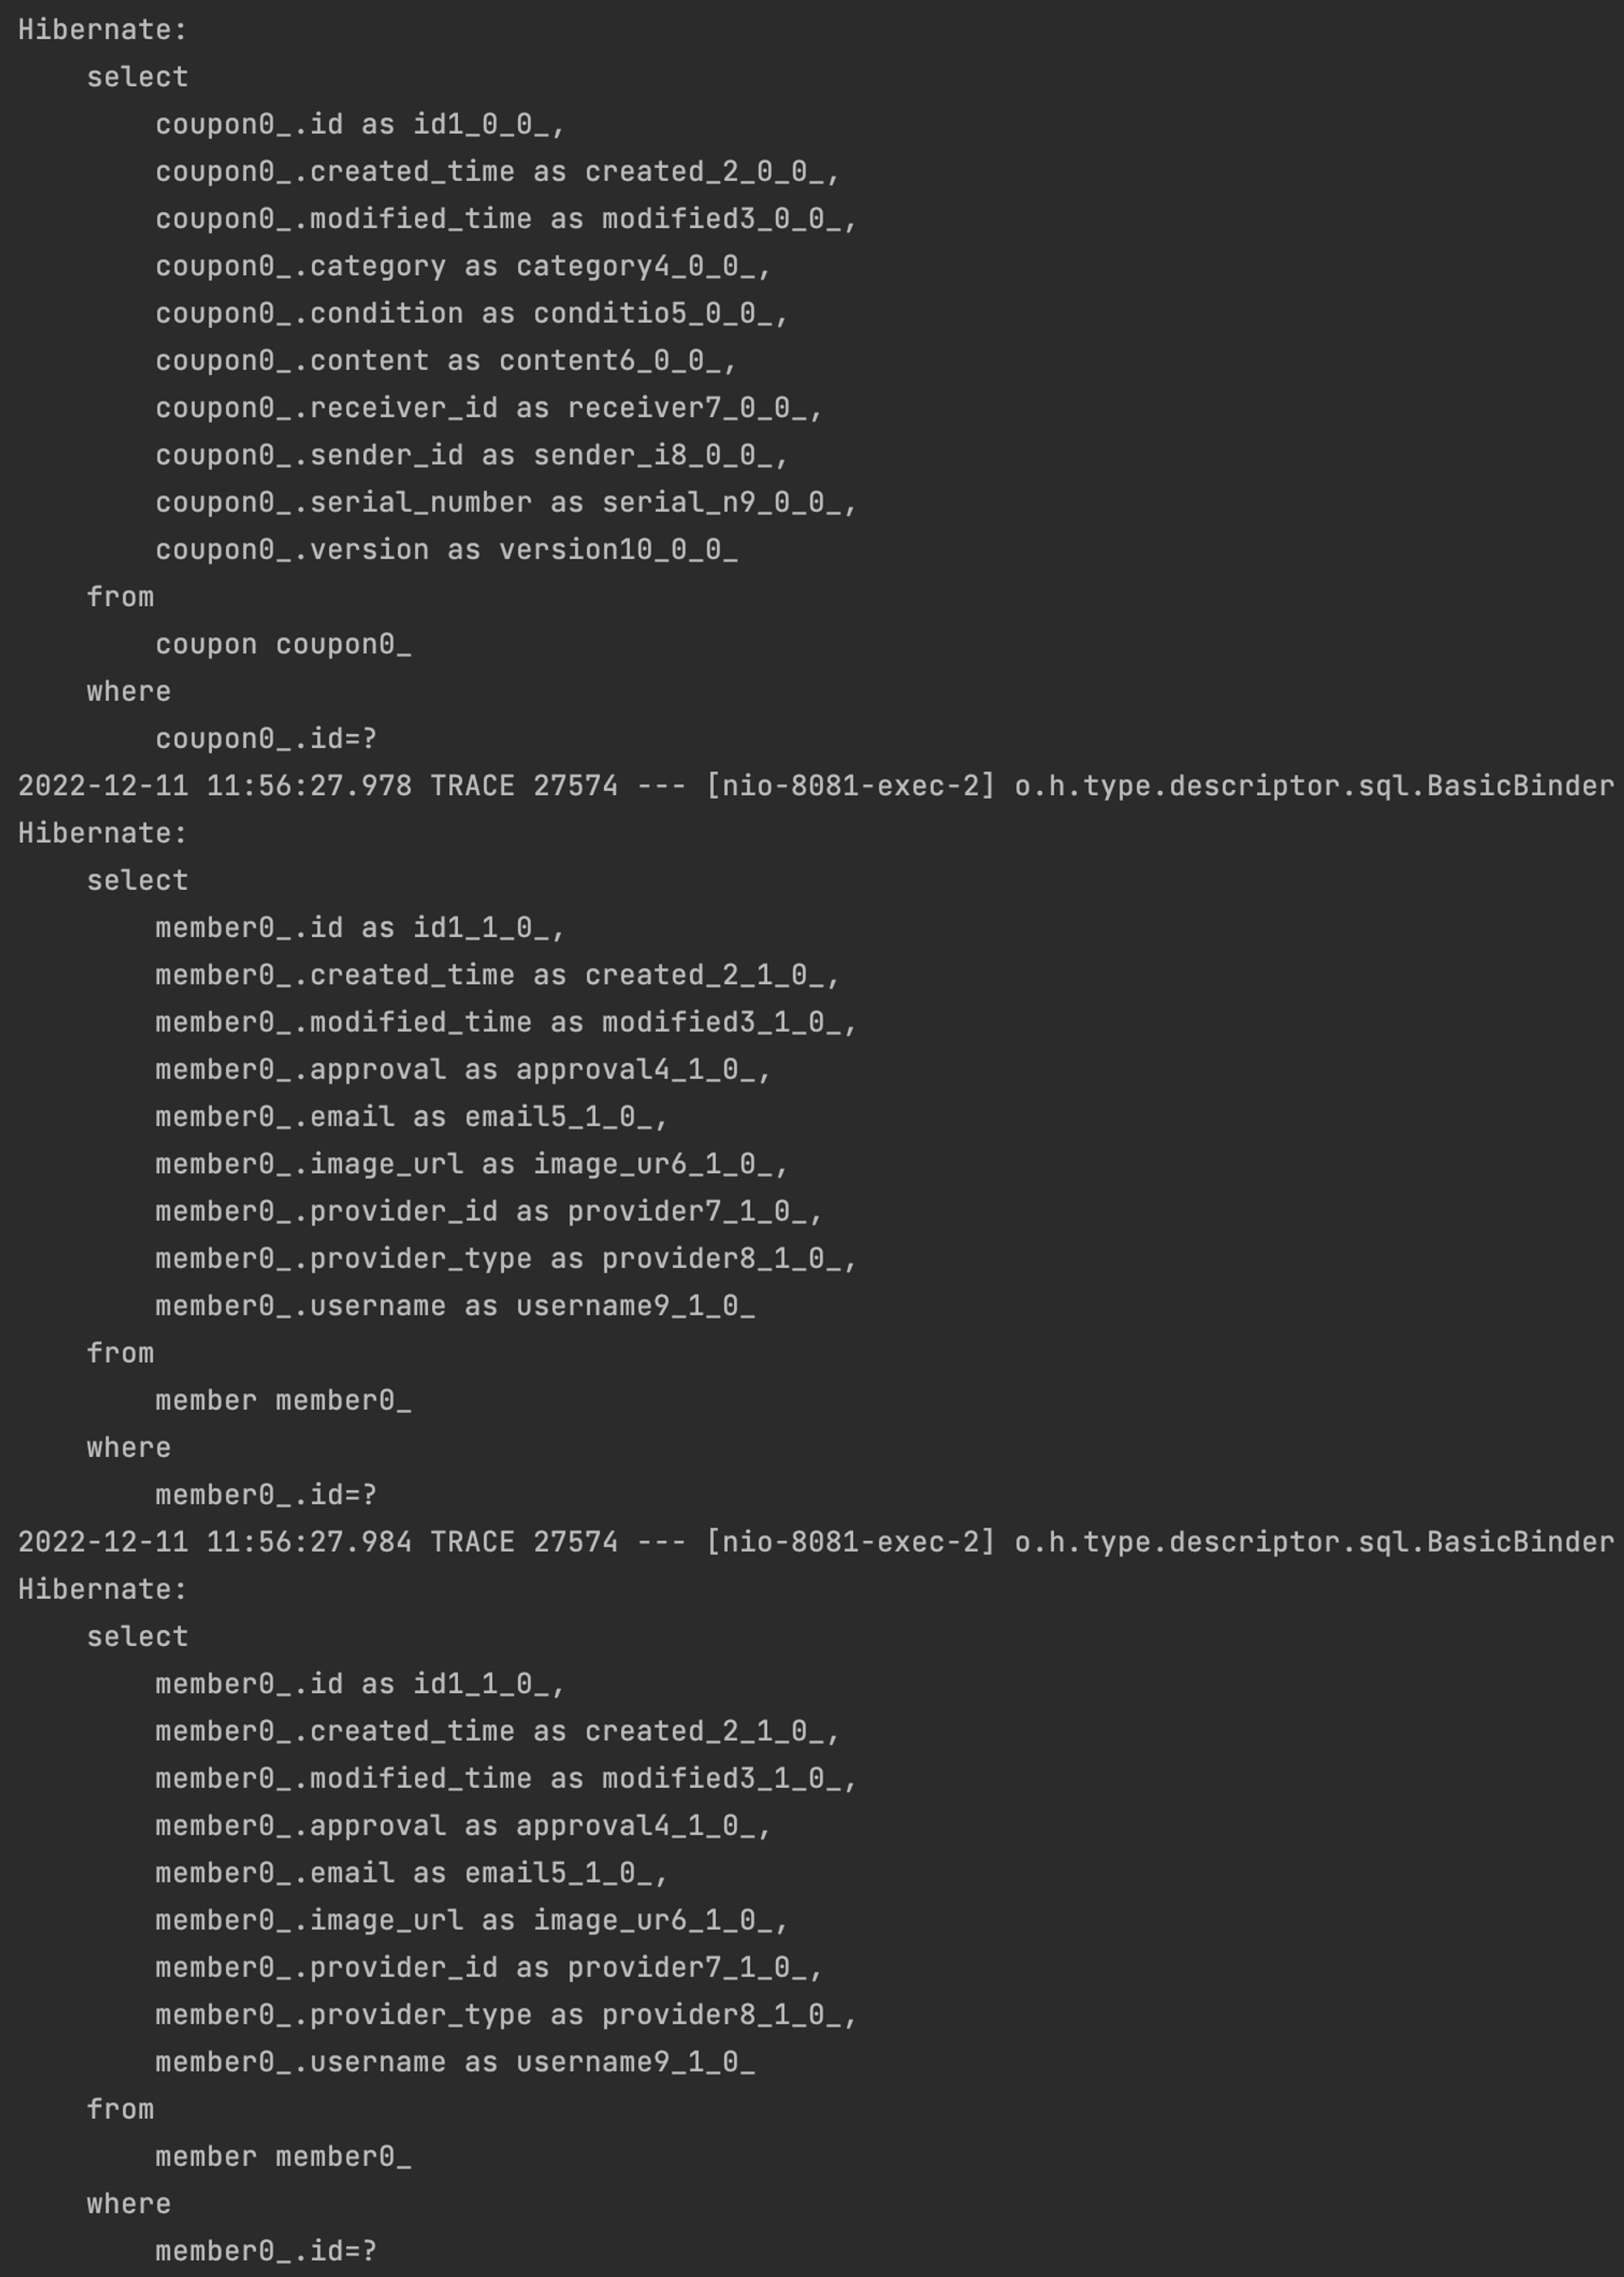 Hibernate:
    select
        coupon0_.id as id1_0_0_,
        coupon0_.created_time as created_2_0_0_,
        coupon0_.modified_time as modified3_0_0_,
        coupon0_.category as category4_0_0_,
        coupon0_.condition as conditio5_0_0_,
        coupon0_.content as content6_0_0_,
        coupon0_.receiver_id as receiver7_0_0_,
        coupon0_.sender_id as sender_i8_0_0_,
        coupon0_.serial_number as serial_n9_0_0_,
        coupon0_.version as version10_0_0_
    from
        coupon coupon0_
    where
        coupon0_.id=?
2022-12-11 11:56:27.978 TRACE 27574 --- [nio-8081-exec-2] o.h.type.descriptor.sql.BasicBinder
Hibernate:
    select
        member0_.id as id1_1_0_,
        member0_.created_time as created_2_1_0_,
        member0_.modified_time as modified3_1_0_,
        member0_.approval as approval4_1_0_,
        member0_.email as email5_1_0_,
        member0_.image_url as image_ur6_1_0_,
        member0_.provider_id as provider7_1_0_,
        member0_.provider_type as provider8_1_0_,
        member0_.username as username9_1_0_
    from
        member member0_
    where
        member0_.id=?
2022-12-11 11:56:27.984 TRACE 27574 --- [nio-8081-exec-2] o.h.type.descriptor.sql.BasicBinder
Hibernate:
    select
        member0_.id as id1_1_0_,
        member0_.created_time as created_2_1_0_,
        member0_.modified_time as modified3_1_0_,
        member0_.approval as approval4_1_0_,
        member0_.email as email5_1_0_,
        member0_.image_url as image_ur6_1_0_,
        member0_.provider_id as provider7_1_0_,
        member0_.provider_type as provider8_1_0_,
        member0_.username as username9_1_0_
    from
        member member0_
    where
        member0_.id=?